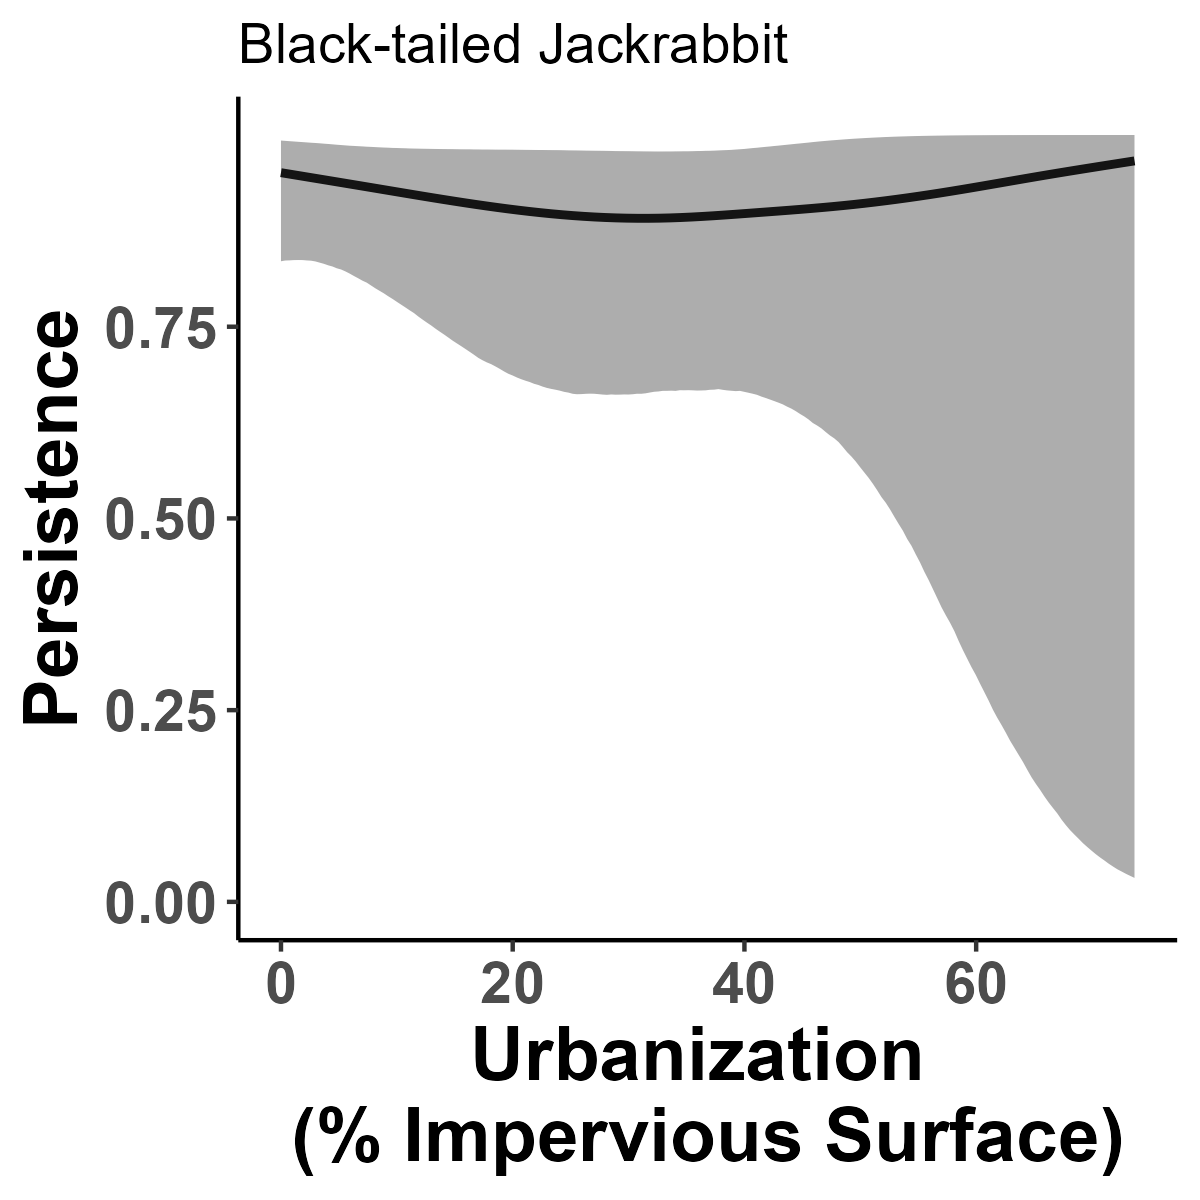 Black-tailed Jackrabbit
Persistence
0.75
0.50
0.25
0.00
0 20 40 60
Urbanization
(% Impervious Surface)